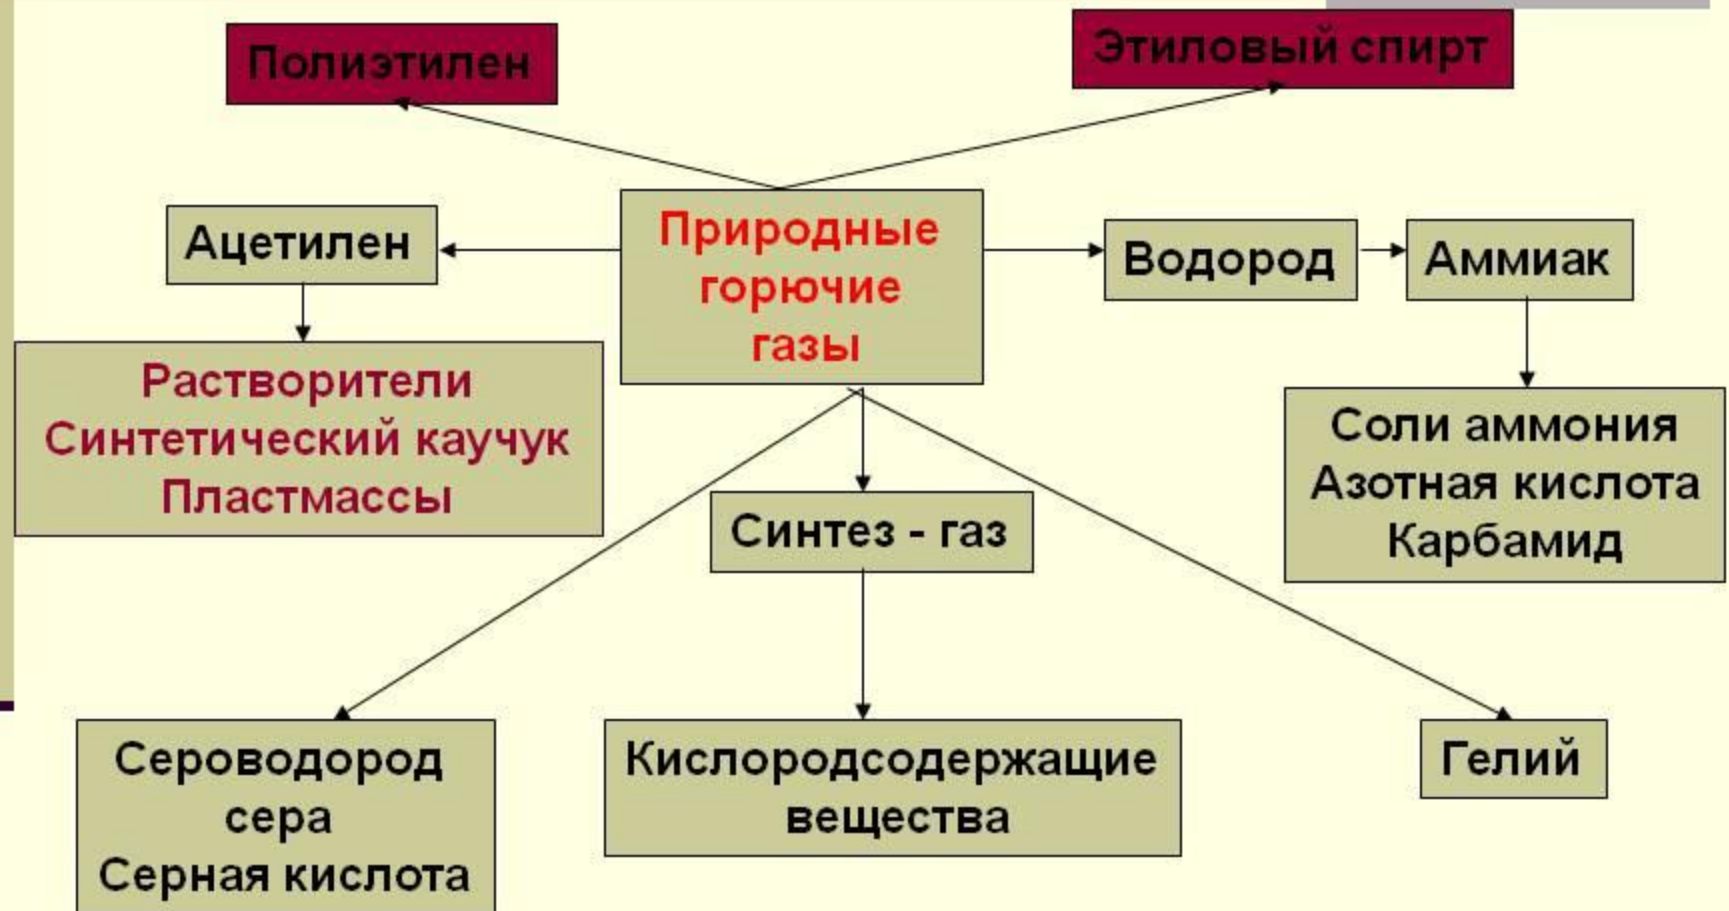 Полиэтилен
Этиловый спирт
Ацетилен
Природные
горючие
газы
Водород
Аммиак
Растворители
Синтетический каучук
Пластмассы
Соли аммония
Азотная кислота
Карбамид
Синтез - газ
Сероводород
сера
Серная кислота
Кислородсодержащие
вещества
Гелий